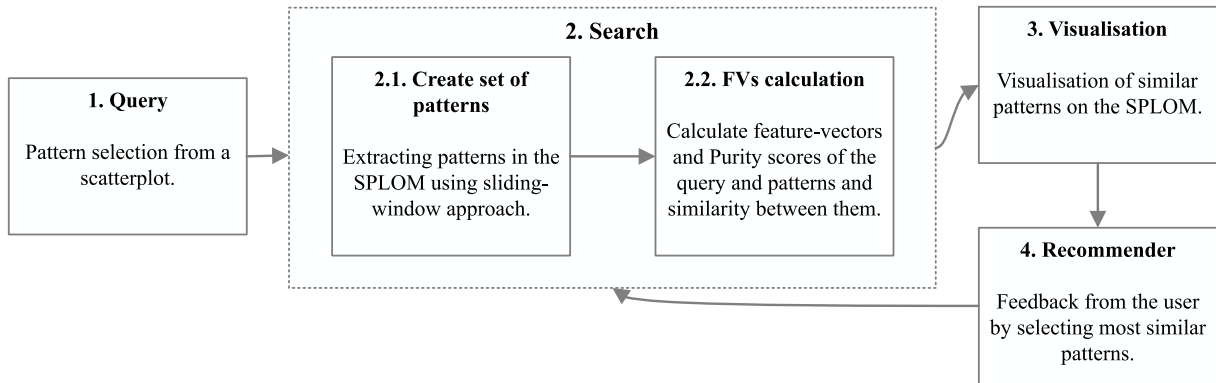 1. Query
Pattern selection from a
scatterplot.
2. Search
2.1. Create set of
patterns
Extracting patterns in the
SPLOM using sliding-
window approach.
2.2. FVs calculation
Calculate feature-vectors
and Purity scores of the
query and patterns and
similarity between them.
3. Visualisation
Visualisation of similar
patterns on the SPLOM.
4. Recommender
Feedback from the user
by selecting most similar
patterns.